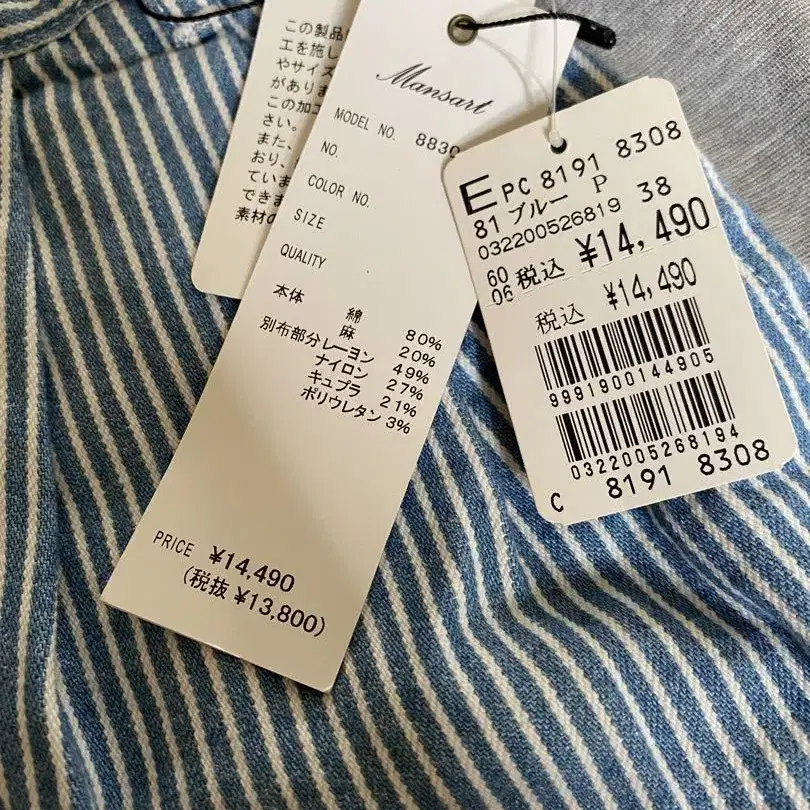 この製品
工を施し
やサイズ
がありま
この加工
さい。
また、
おり、
ていま
できま
素材の
Mansart
MODEL NO. 8830
NO.
COLOR NO.
SIZE
QUALITY
本体 綿 80%
麻 20%
別布部分 レーヨン 49%
ナイロン 27%
キュプラ 21%
ポリウレタン 3%
PRICE ¥14,490
(税抜 ¥13,800)
E PC 8191 8308
81 ブルー P
032200526819 38
60
06 税込 ¥14,490
税込 ¥14,490
9991900144905
0322005268194
C 8191 8308